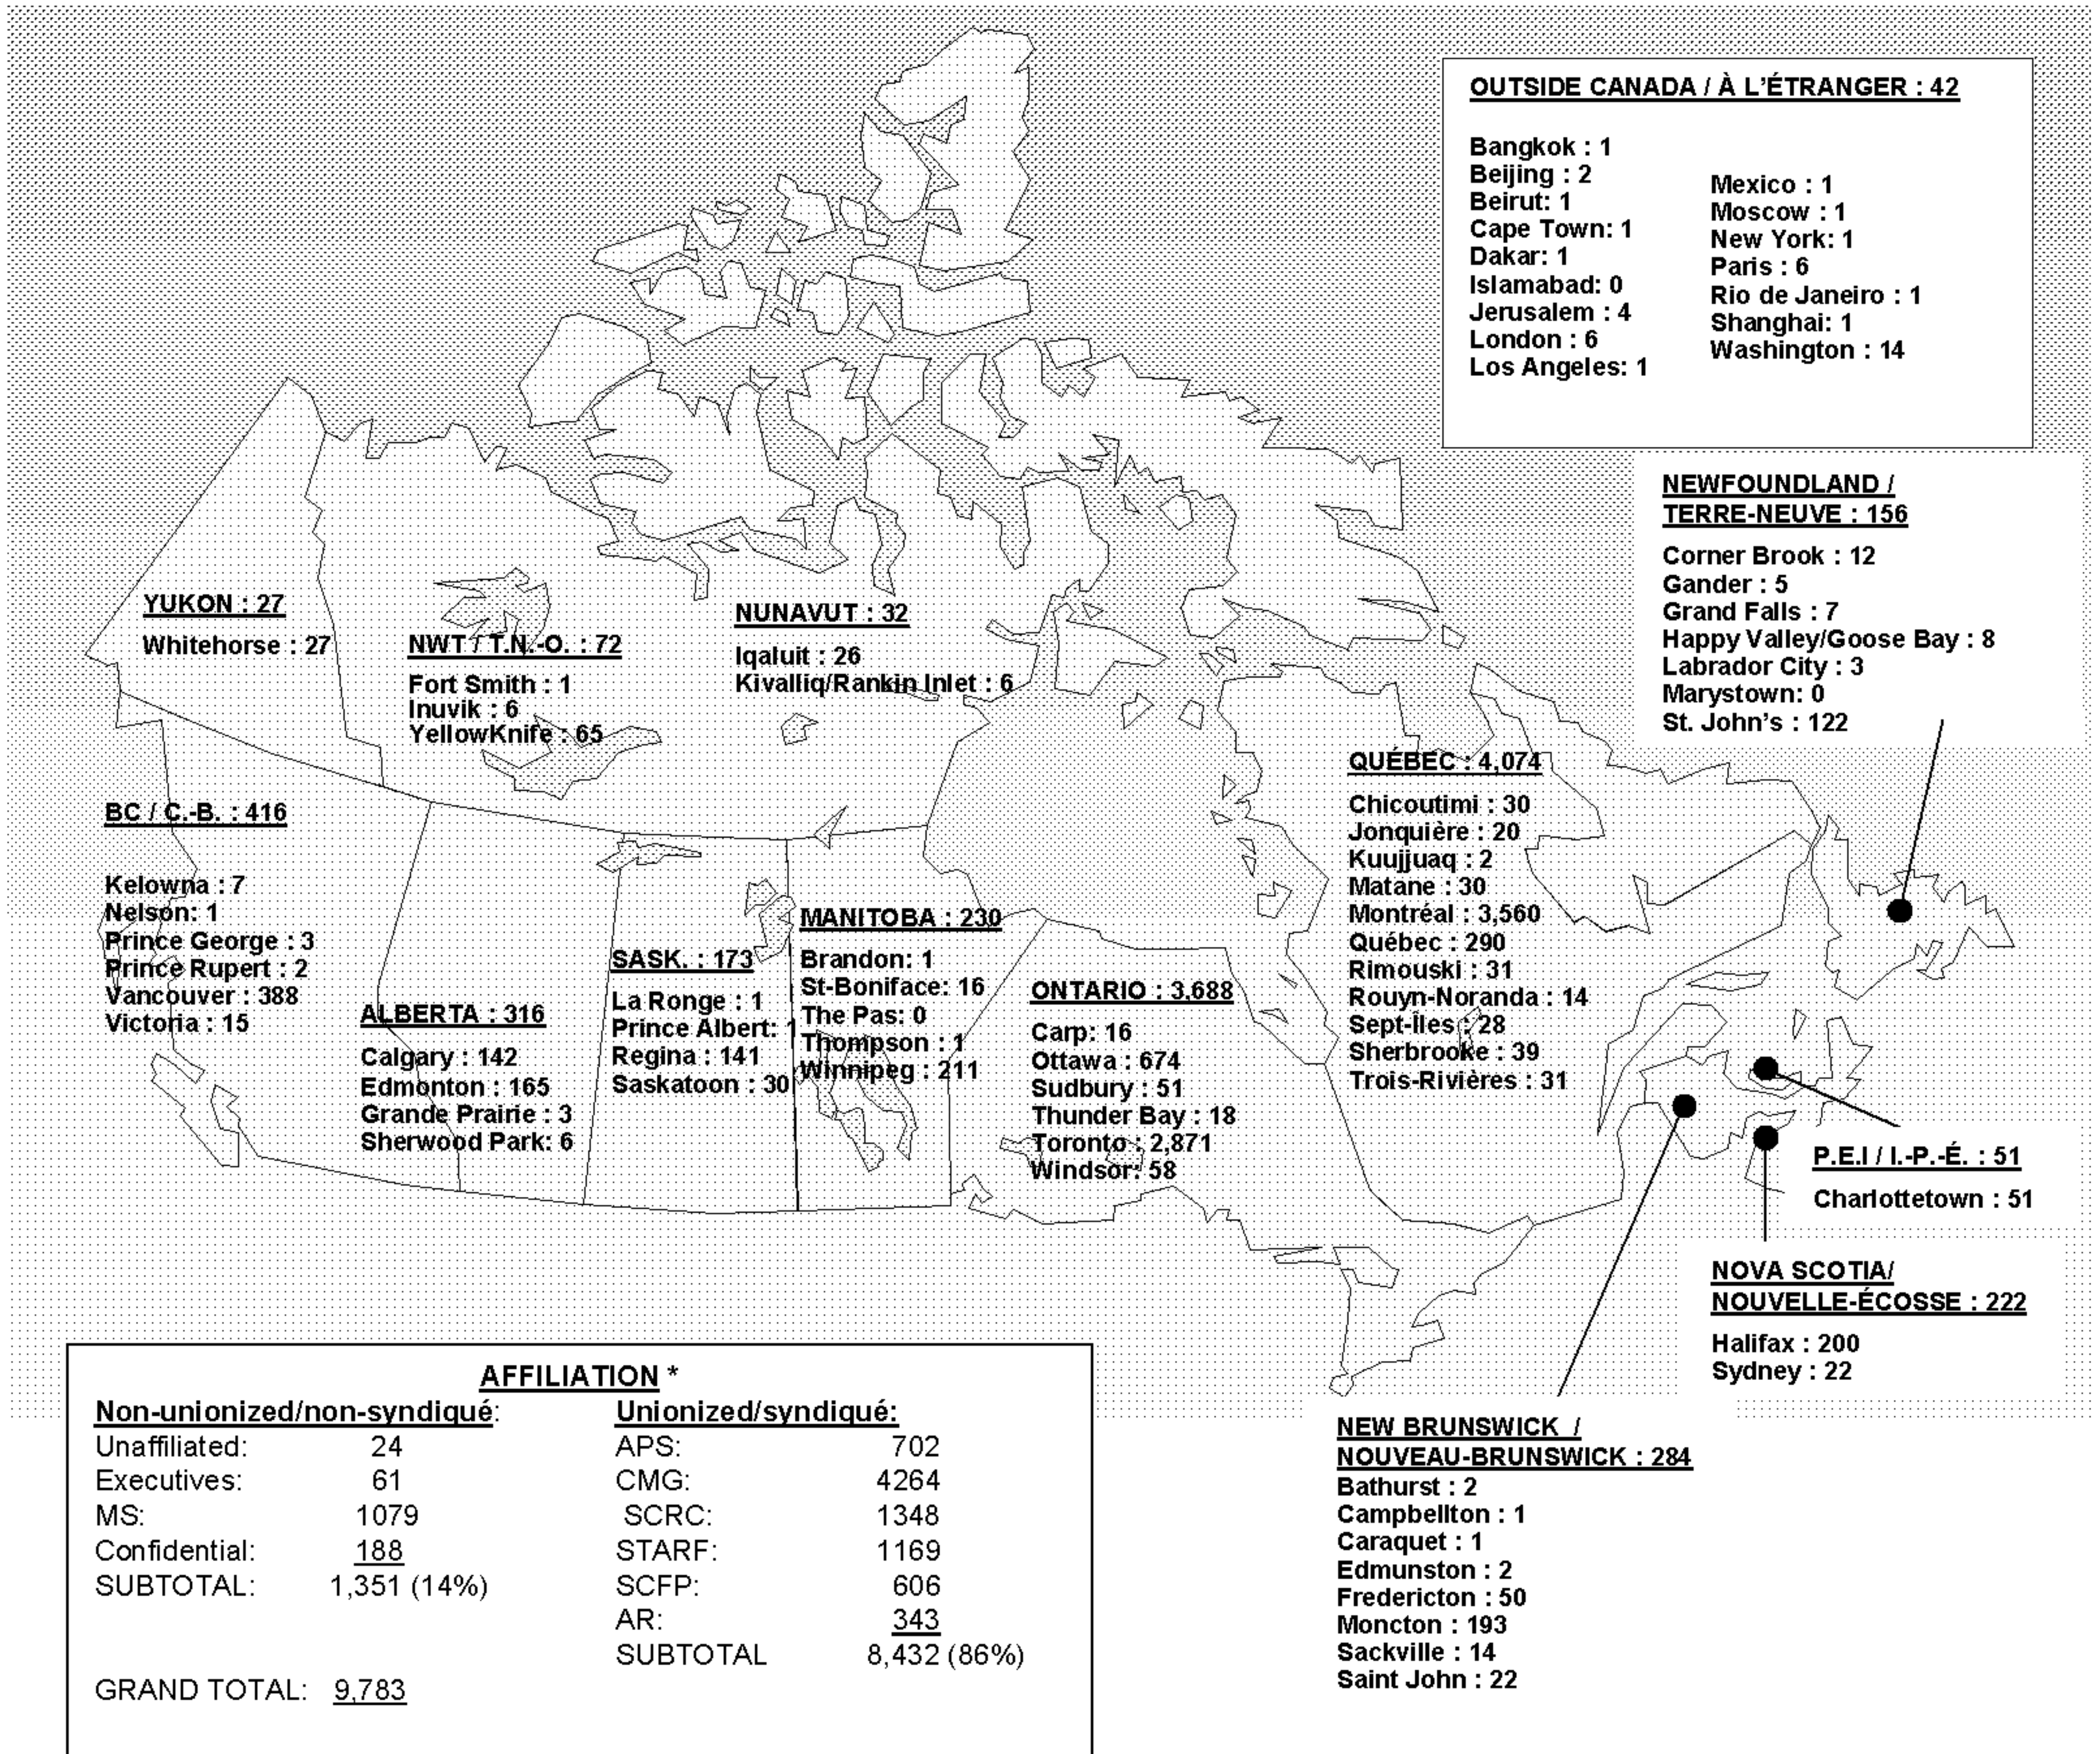 OUTSIDE CANADA / À L'ÉTRANGER : 42
Bangkok : 1
Beijing : 2
Beirut: 1
Cape Town: 1
Dakar: 1
Islamabad: 0
Jerusalem : 4
London : 6
Los Angeles: 1
Mexico : 1
Moscow : 1
New York: 1
Paris : 6
Rio de Janeiro : 1
Shanghai: 1
Washington : 14
NEWFOUNDLAND /
TERRE-NEUVE : 156
Corner Brook : 12
Gander : 5
Grand Falls : 7
Happy Valley/Goose Bay : 8
Labrador City : 3
Marystown: 0
St. John's : 122
YUKON : 27
Whitehorse : 27
NWT / T.N.-O. : 72
Fort Smith : 1
Inuvik : 6
YellowKnife : 65
NUNAVUT : 32
Iqaluit : 26
Kivalliq/Rankin Inlet : 6
BC / C.-B. : 416
Kelowna : 7
Nelson: 1
Prince George : 3
Prince Rupert : 2
Vancouver : 388
Victoria : 15
ALBERTA : 316
Calgary : 142
Edmonton : 165
Grande Prairie : 3
Sherwood Park: 6
SASK. : 173
La Ronge : 1
Prince Albert: 1
Regina : 141
Saskatoon : 30
MANITOBA : 230
Brandon: 1
St-Boniface: 16
The Pas: 0
Thompson : 1
Winnipeg : 211
ONTARIO : 3,688
Carp: 16
Ottawa : 674
Sudbury : 51
Thunder Bay : 18
Toronto : 2,871
Windsor: 58
QUÉBEC : 4,074
Chicoutimi : 30
Jonquière : 20
Kuujjuaq : 2
Matane : 30
Montréal : 3,560
Québec : 290
Rimouski : 31
Rouyn-Noranda : 14
Sept-Îles : 28
Sherbrooke : 39
Trois-Rivières : 31
P.E.I / I.-P.-É. : 51
Charlottetown : 51
NOVA SCOTIA/
NOUVELLE-ÉCOSSE : 222
Halifax : 200
Sydney : 22
NEW BRUNSWICK /
NOUVEAU-BRUNSWICK : 284
Bathurst : 2
Campbellton : 1
Caraquet : 1
Edmunston : 2
Fredericton : 50
Moncton : 193
Sackville : 14
Saint John : 22
AFFILIATION *
Non-unionized/non-syndiqué:
Unaffiliated: 24
Executives: 61
MS: 1079
Confidential: 188
SUBTOTAL: 1,351 (14%)
Unionized/syndiqué:
APS: 702
CMG: 4264
SCRC: 1348
STARF: 1169
SCFP: 606
AR: 343
SUBTOTAL 8,432 (86%)
GRAND TOTAL: 9,783